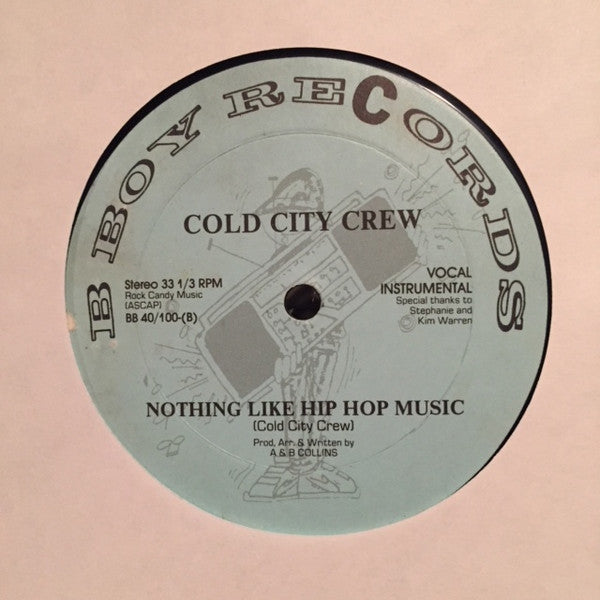 B BOY RECORDS
COLD CITY CREW
Stereo 33 1/3 RPM
Rock Candy Music
(ASCAP)
BB 40/100-(B)
VOCAL
INSTRUMENTAL
Special thanks to
Stephanie and
Kim Warren
NOTHING LIKE HIP HOP MUSIC
(Cold City Crew)
Prod, Arr. & Written by
A & B COLLINS